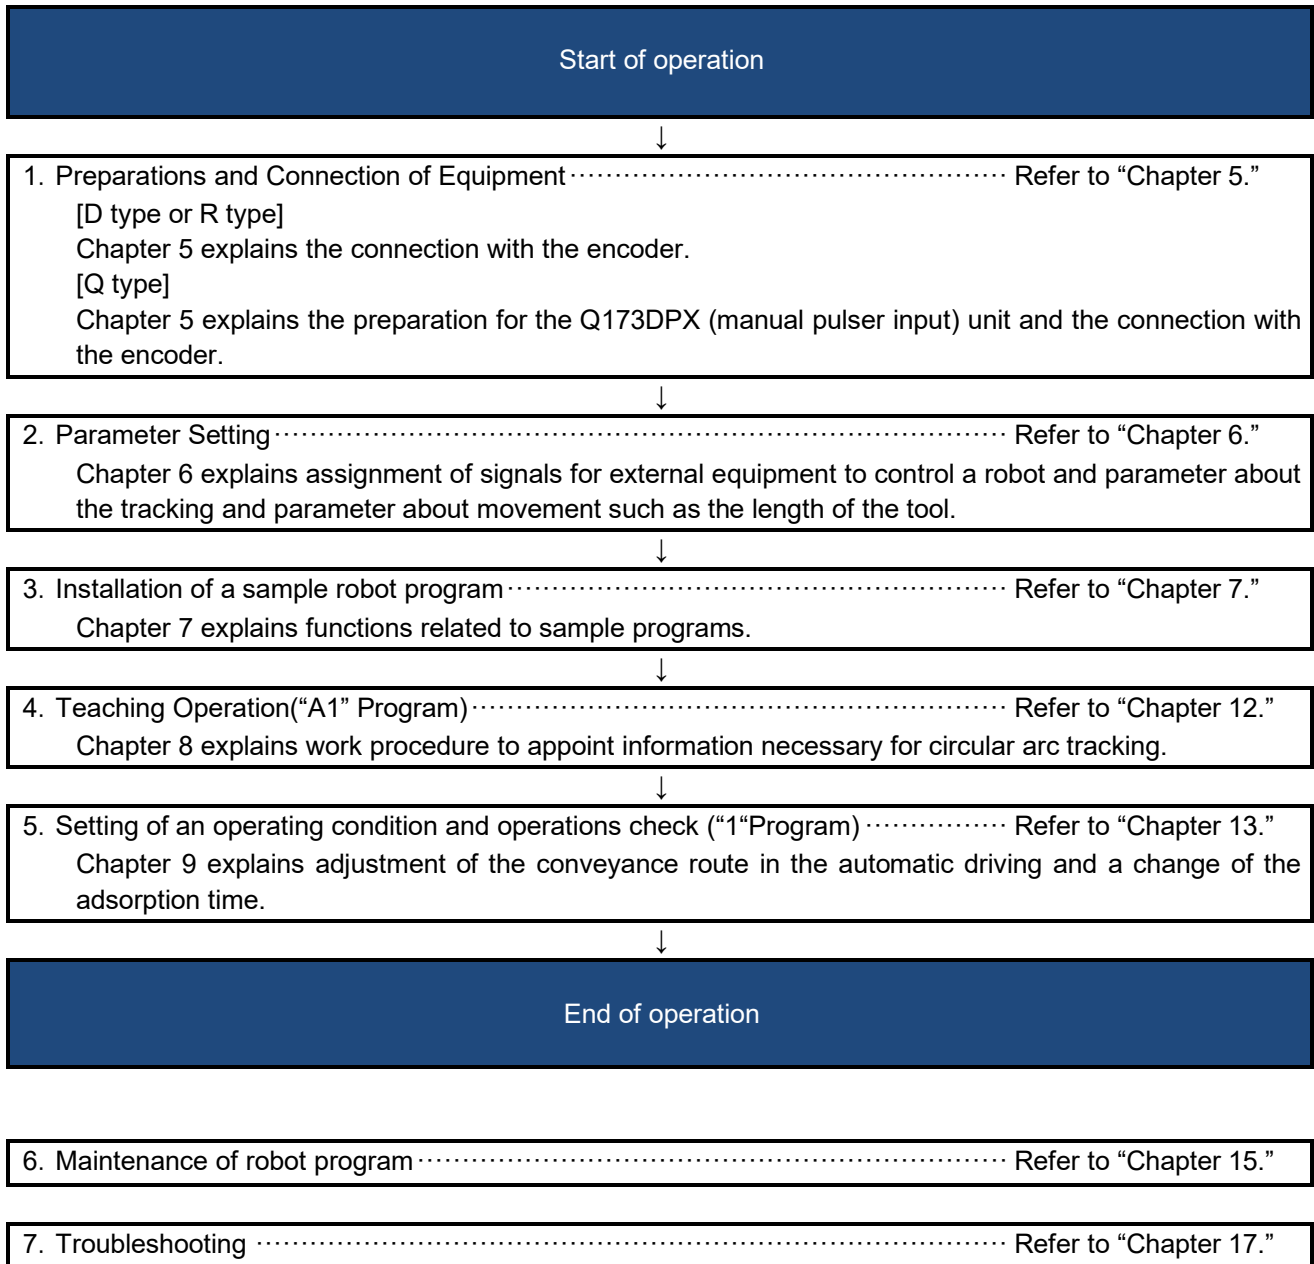 Start of operation
↓
1. Preparations and Connection of Equipment ················································· Refer to “Chapter 5.”
[D type or R type]
Chapter 5 explains the connection with the encoder.
[Q type]
Chapter 5 explains the preparation for the Q173DPX (manual pulser input) unit and the connection with
the encoder.
↓
2. Parameter Setting ················································································· Refer to “Chapter 6.”
Chapter 6 explains assignment of signals for external equipment to control a robot and parameter about
the tracking and parameter about movement such as the length of the tool.
↓
3. Installation of a sample robot program ······················································· Refer to “Chapter 7.”
Chapter 7 explains functions related to sample programs.
↓
4. Teaching Operation(“A1” Program) ··························································· Refer to “Chapter 12.”
Chapter 8 explains work procedure to appoint information necessary for circular arc tracking.
↓
5. Setting of an operating condition and operations check (“1“Program) ················ Refer to “Chapter 13.”
Chapter 9 explains adjustment of the conveyance route in the automatic driving and a change of the
adsorption time.
↓
End of operation
6. Maintenance of robot program ································································· Refer to “Chapter 15.”
7. Troubleshooting ···················································································· Refer to “Chapter 17.”